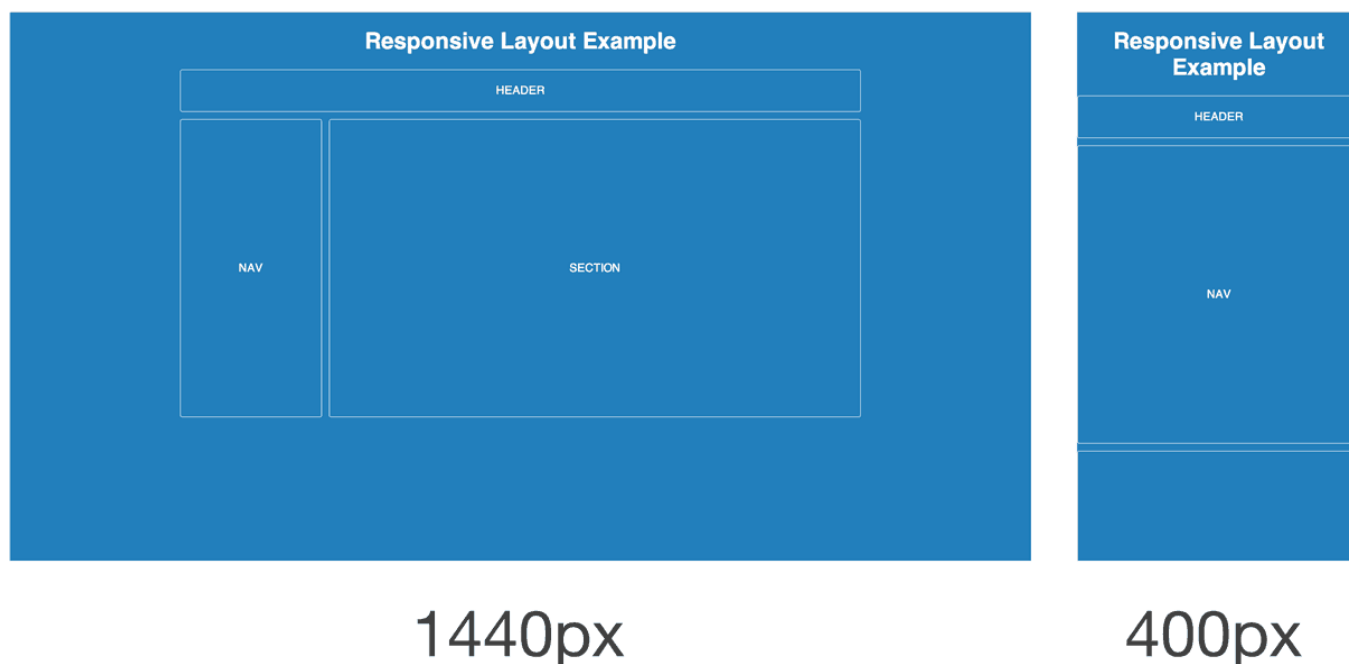 Responsive Layout Example
HEADER
NAV
SECTION
1440px
Responsive Layout
Example
HEADER
NAV
400px